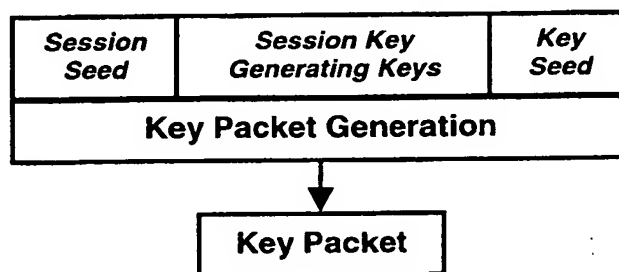 Session Seed
Session Key Generating Keys
Key Seed
Key Packet Generation
Key Packet